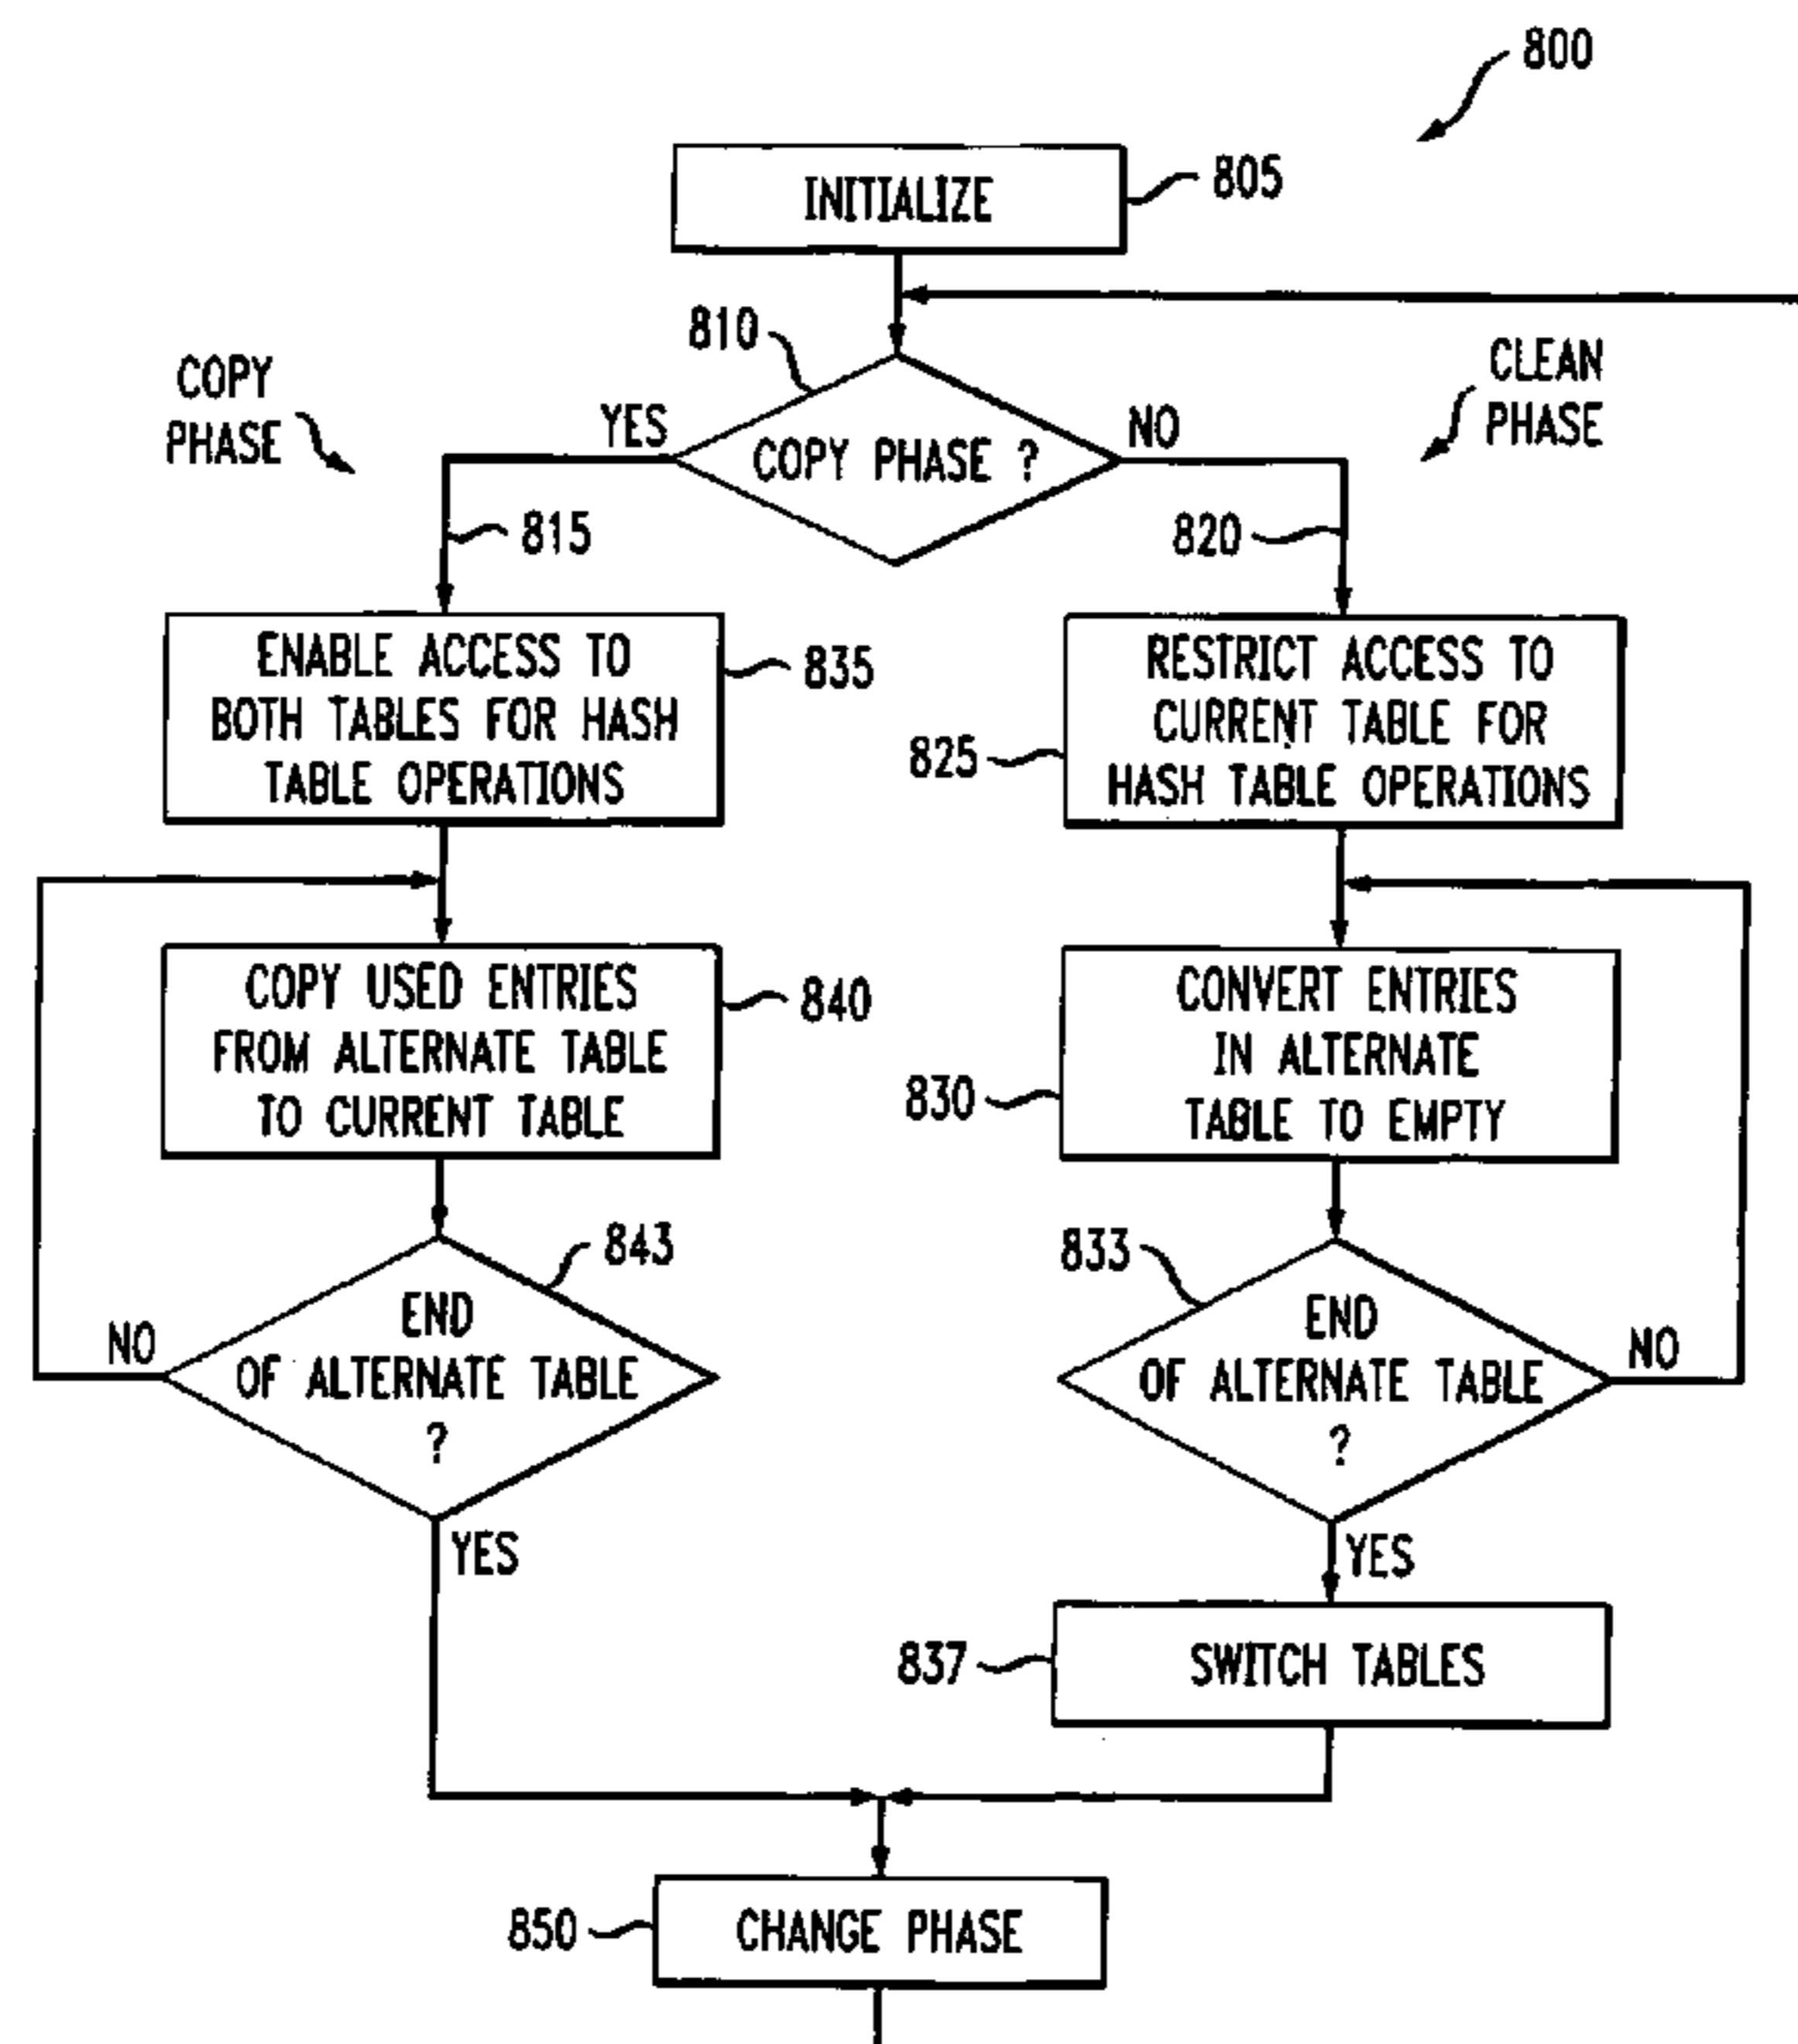 800
INITIALIZE
805
810
COPY
PHASE
CLEAN
PHASE
YES
COPY PHASE ?
NO
815
820
ENABLE ACCESS TO
BOTH TABLES FOR HASH
TABLE OPERATIONS
835
RESTRICT ACCESS TO
CURRENT TABLE FOR
HASH TABLE OPERATIONS
825
COPY USED ENTRIES
FROM ALTERNATE TABLE
TO CURRENT TABLE
840
CONVERT ENTRIES
IN ALTERNATE
TABLE TO EMPTY
830
843
END
OF ALTERNATE TABLE
?
NO
YES
833
END
OF ALTERNATE TABLE
?
NO
YES
837
SWITCH TABLES
850
CHANGE PHASE